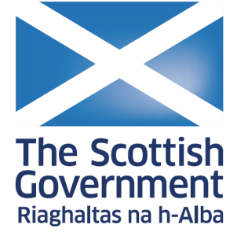 The Scottish
Government
Riaghaltas na h-Alba